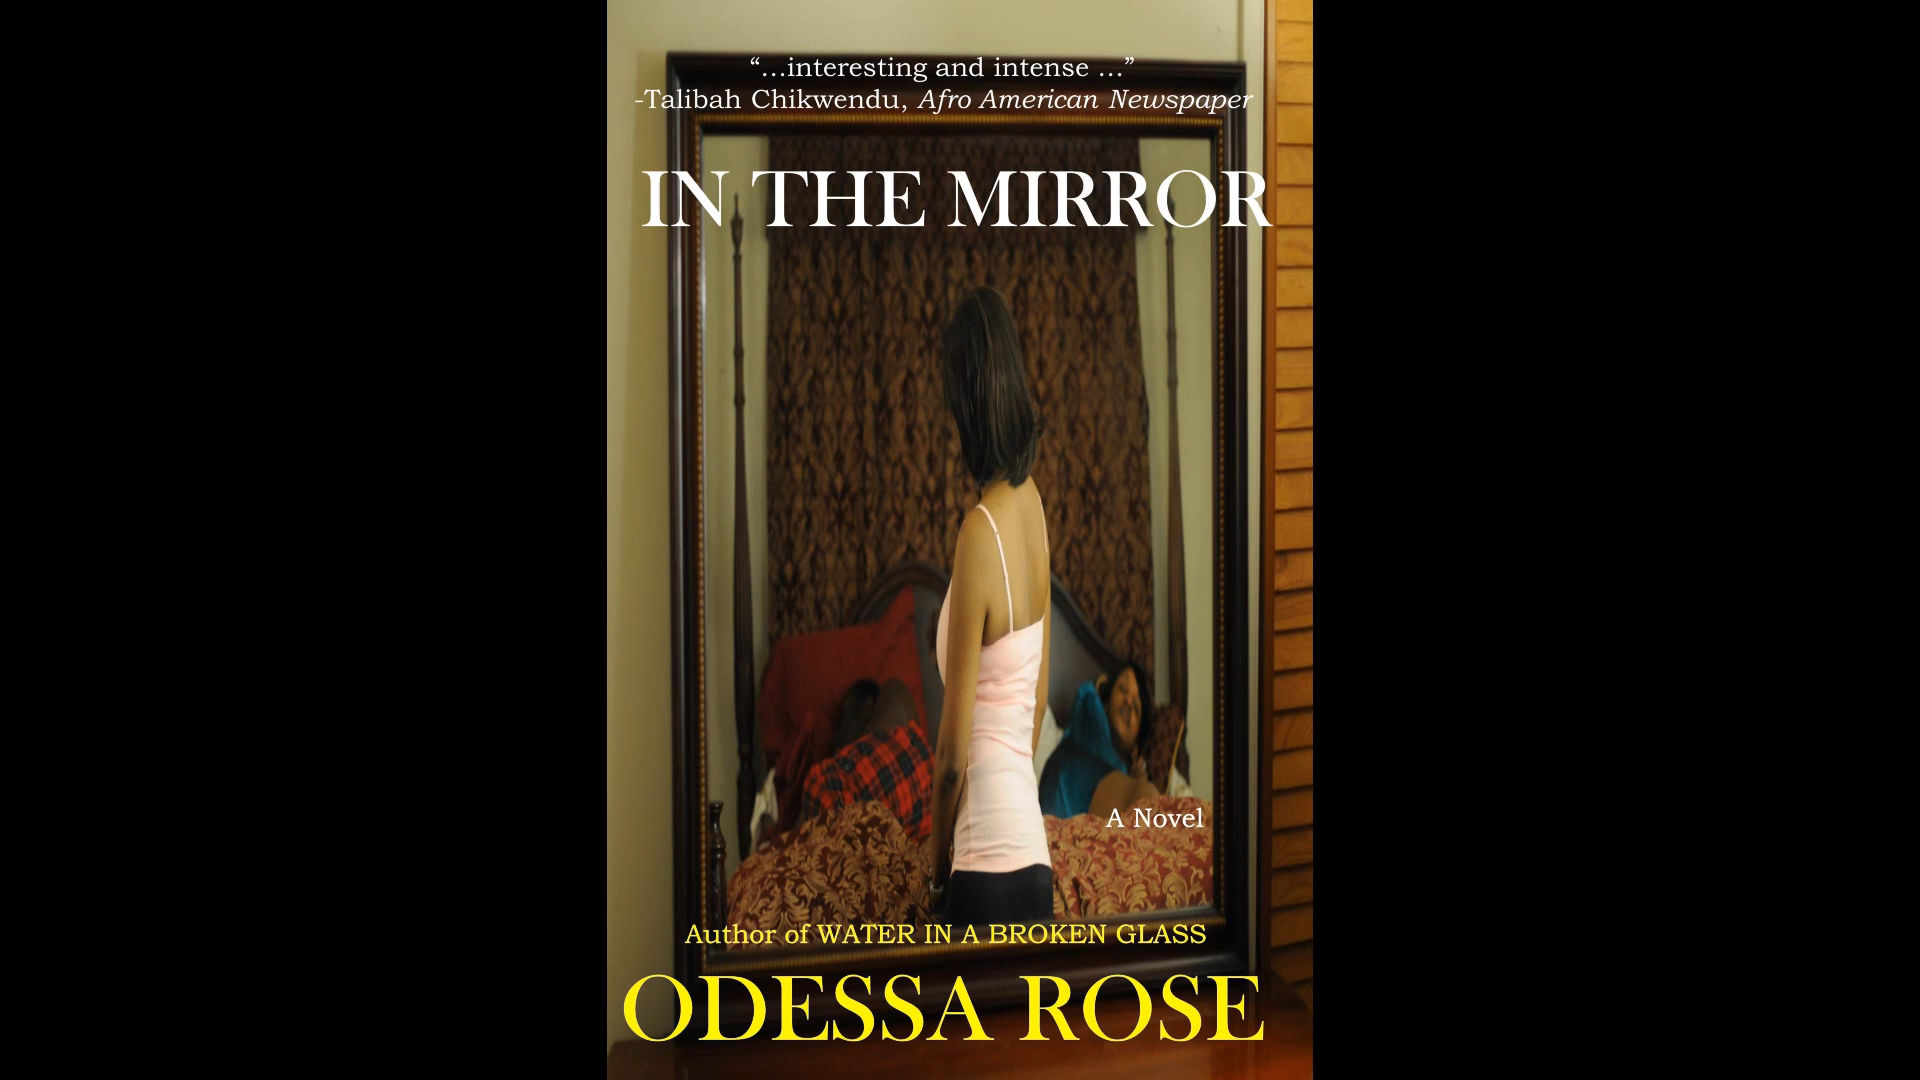 “...interesting and intense ...”
-Talibah Chikwendu, Afro American Newspaper
IN THE MIRROR
A Novel
Author of WATER IN A BROKEN GLASS
ODESSA ROSE